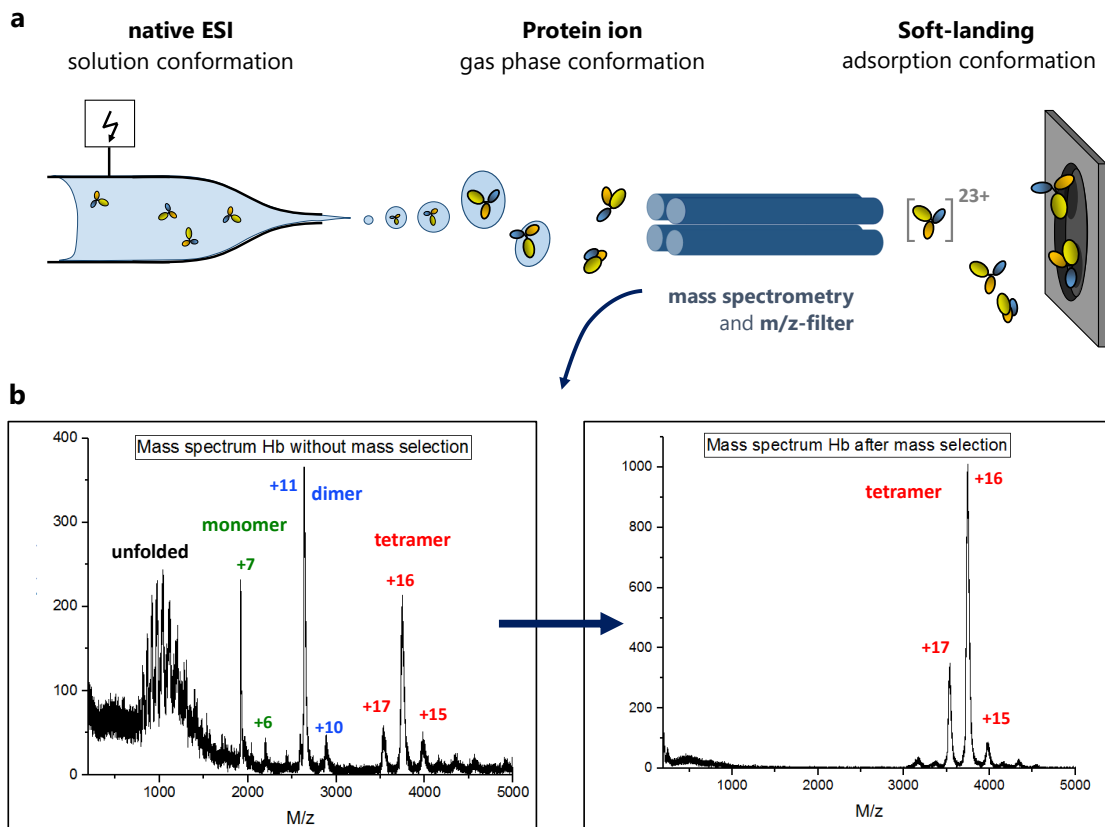 a
native ESI
solution conformation
Protein ion
gas phase conformation
Soft-landing
adsorption conformation
23+
mass spectrometry
and m/z-filter
b
Mass spectrum Hb without mass selection
400
300
200
100
0
+11
dimer
monomer
+7
unfolded
tetramer
+16
+6
+10
+17
+15
1000
2000
3000
4000
5000
M/z
Mass spectrum Hb after mass selection
1000
800
600
400
200
0
tetramer
+16
+17
+15
1000
2000
3000
4000
5000
M/z